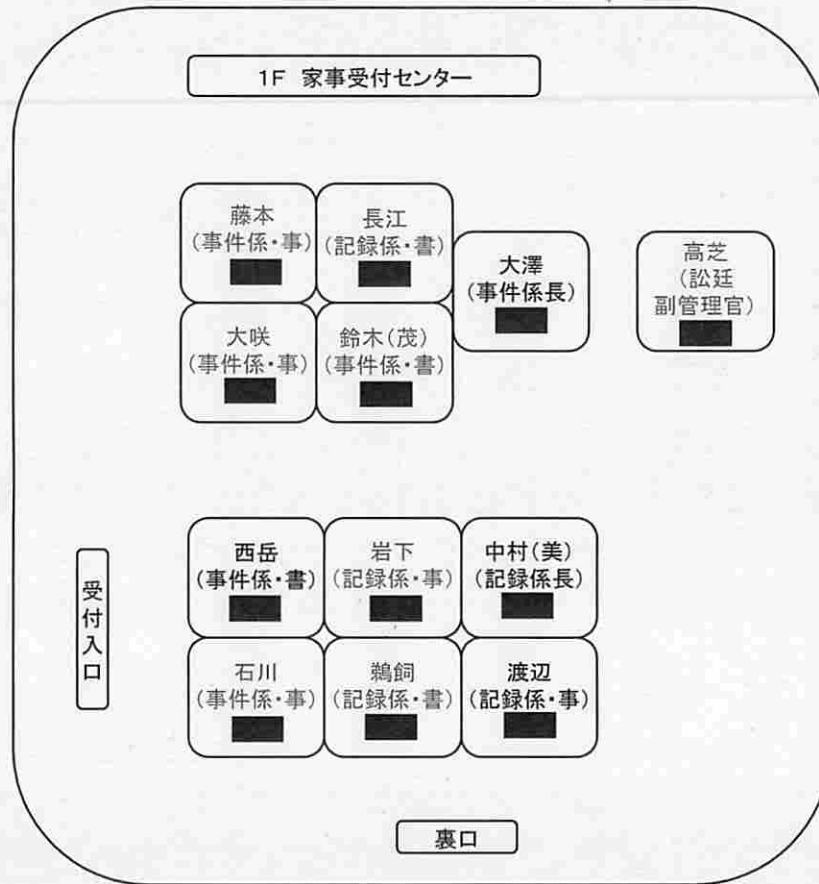 1F 家事受付センター
藤本
(事件係・事)
長江
(記録係・書)
大澤
(事件係長)
高芝
(訟廷
副管理官)
大咲
(事件係・事)
鈴木(茂)
(事件係・書)
西岳
(事件係・書)
岩下
(記録係・事)
中村(美)
(記録係長)
受付入口
石川
(事件係・事)
鵜飼
(記録係・書)
渡辺
(記録係・事)
裏口